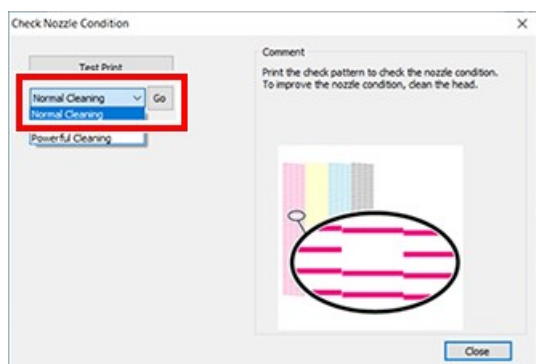 Check Nozzle Condition
Test Print
Normal Cleaning
Go
Normal Cleaning
Powerful Cleaning
Comment
Print the check pattern to check the nozzle condition.
To improve the nozzle condition, clean the head.
Close